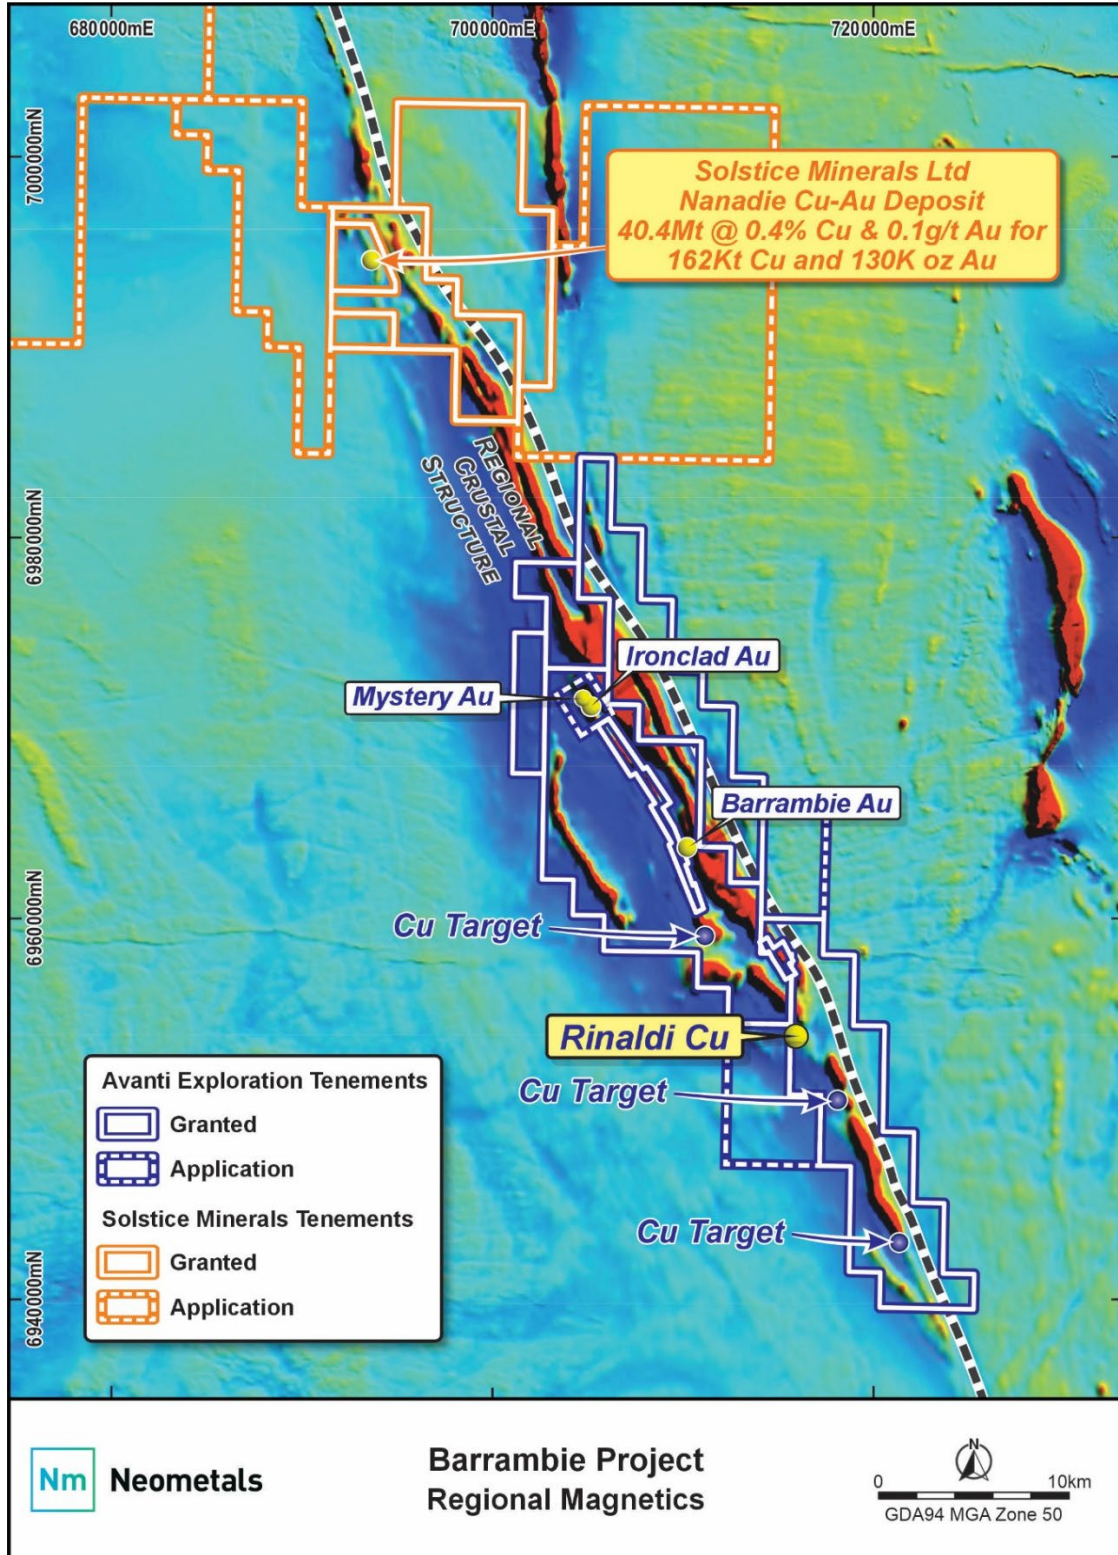 680000mE
700000mE
720000mE
7000000mN
6980000mN
6960000mN
6940000mN
Solstice Minerals Ltd
Nanadie Cu-Au Deposit
40.4Mt @ 0.4% Cu & 0.1g/t Au for
162Kt Cu and 130K oz Au
REGIONAL
CRUSTAL
STRUCTURE
Ironclad Au
Mystery Au
Barrambie Au
Cu Target
Rinaldi Cu
Cu Target
Cu Target
Avanti Exploration Tenements
Granted
Application
Solstice Minerals Tenements
Granted
Application
Nm Neometals
Barrambie Project
Regional Magnetics
N
0 10km
GDA94 MGA Zone 50